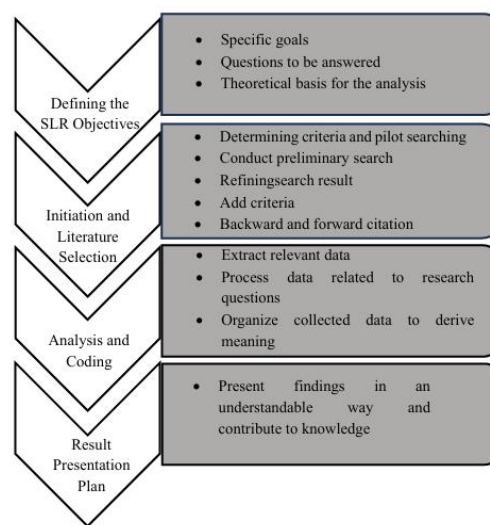 Defining the
SLR Objectives
Specific goals
Questions to be answered
Theoretical basis for the analysis
Initiation and
Literature
Selection
Determining criteria and pilot searching
Conduct preliminary search
Refiningsearch result
Add criteria
Backward and forward citation
Analysis and
Coding
Extract relevant data
Process data related to research
questions
Organize collected data to derive
meaning
Result
Presentation
Plan
Present findings in an
understandable way and
contribute to knowledge